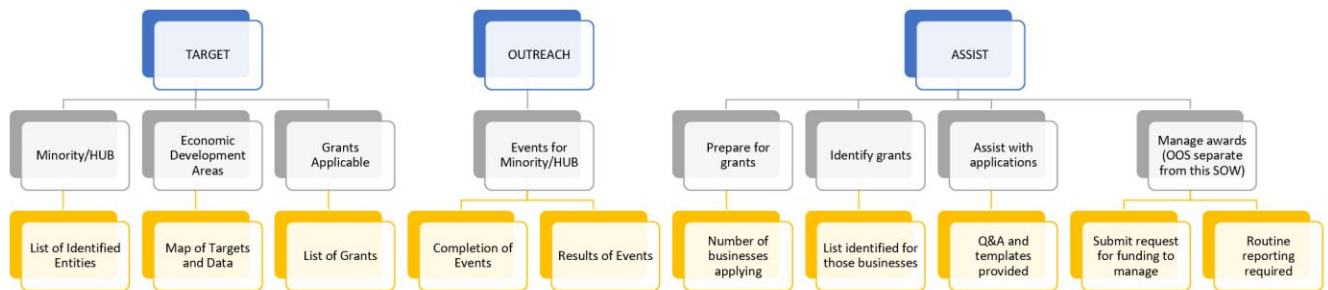 TARGET
OUTREACH
ASSIST
Minority/HUB
Economic
Development
Areas
Grants
Applicable
Events for
Minority/HUB
Prepare for
grants
Identify grants
Assist with
applications
Manage awards
(OOS separate
from this SOW)
List of Identified
Entities
Map of Targets
and Data
List of Grants
Completion of
Events
Results of Events
Number of
businesses
applying
List identified for
those businesses
Q&A and
templates
provided
Submit request
for funding to
manage
Routine
reporting
required